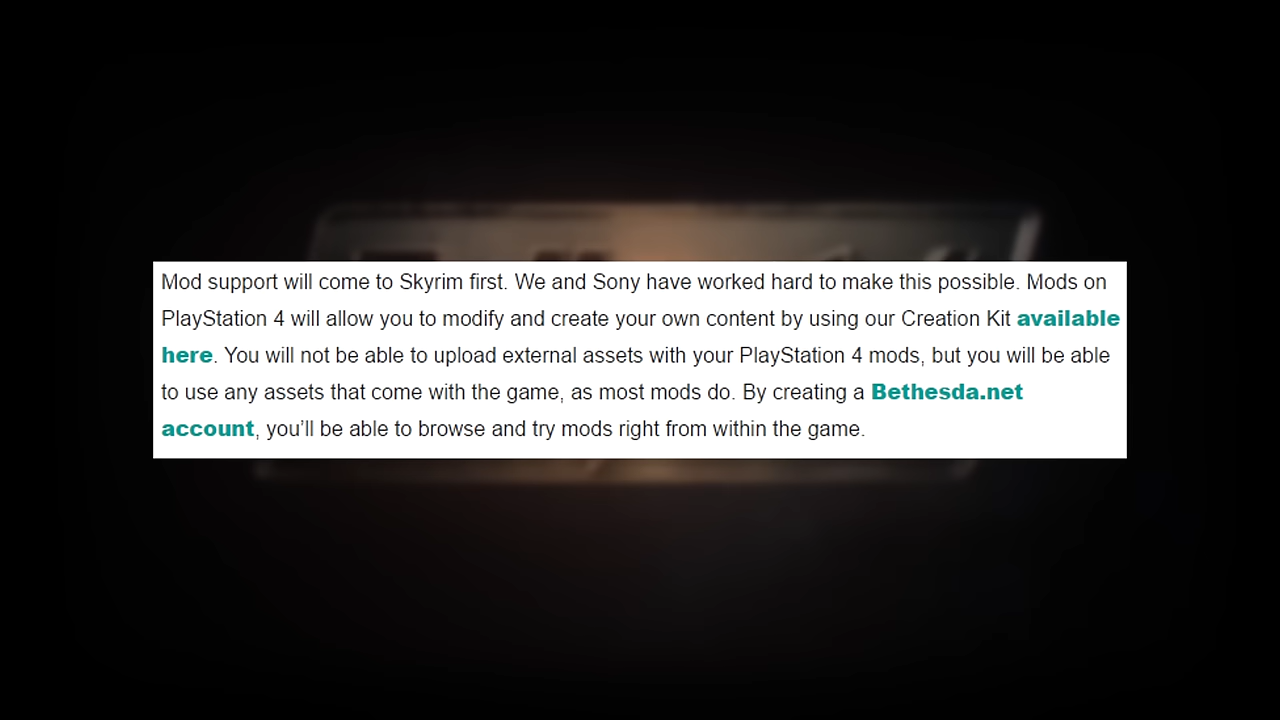 Mod support will come to Skyrim first. We and Sony have worked hard to make this possible. Mods on
PlayStation 4 will allow you to modify and create your own content by using our Creation Kit available
here. You will not be able to upload external assets with your PlayStation 4 mods, but you will be able
to use any assets that come with the game, as most mods do. By creating a Bethesda.net
account, you’ll be able to browse and try mods right from within the game.